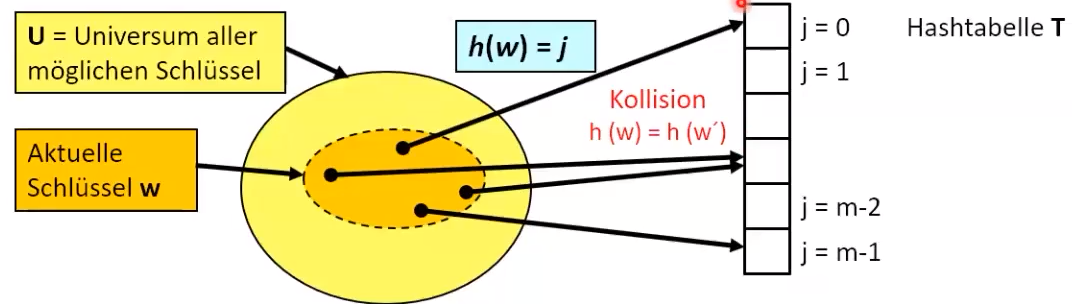 U = Universum aller
möglichen Schlüssel
h(w) = j
j = 0
Hashtabelle T
j = 1
Kollision
h (w) = h (w´)
Aktuelle
Schlüssel w
j = m-2
j = m-1